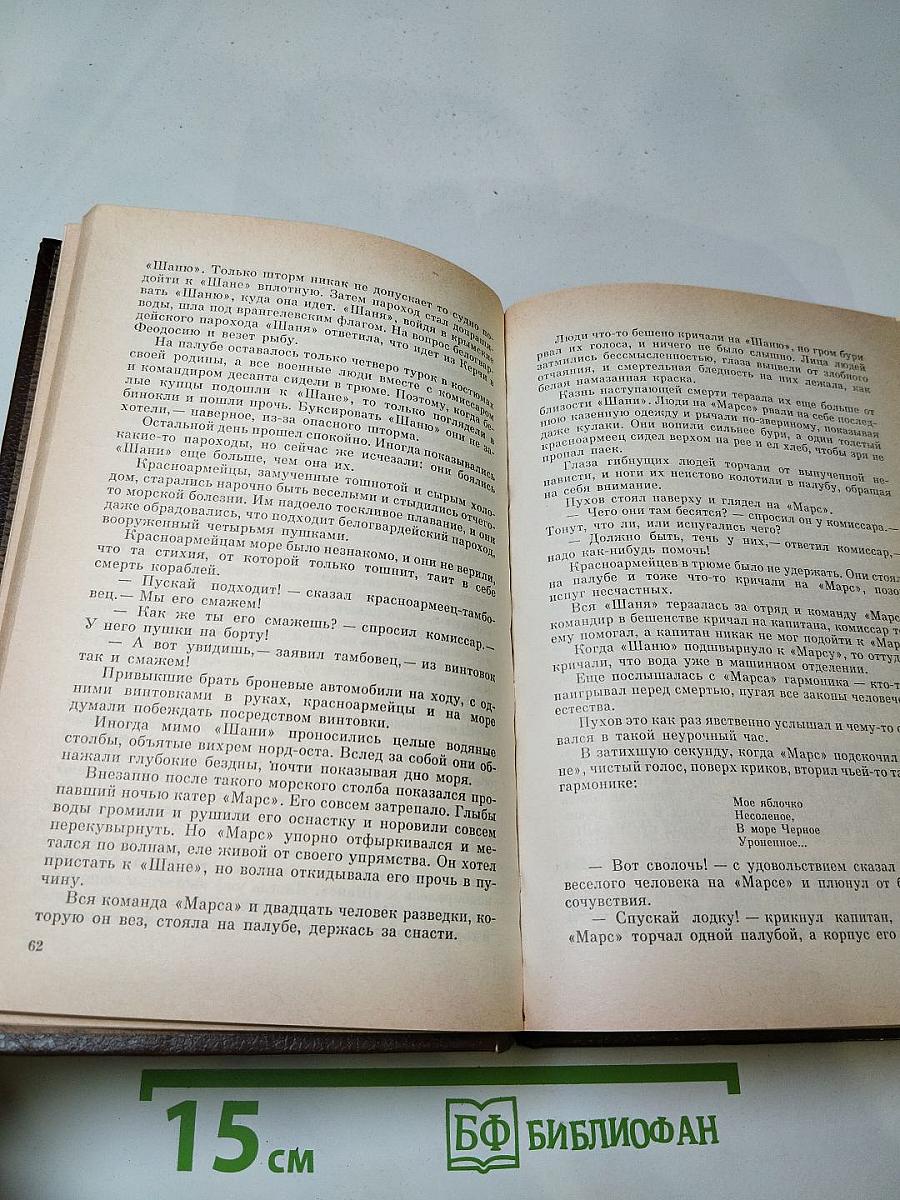 «Шаню». Только шторм никак не допускает то судно по-
дойти к «Шане» вплотную. Затем пароход стал допраши-
вать «Шаню», куда она идет. «Шаня», войдя в крымские
воды, шла под врангелевским флагом. На вопрос белогвар-
дейского парохода «Шаня» ответила, что идет из Керчи в
Феодосию и везет рыбу.
На палубе оставалось только четверо турок в костюмах
своей родины, а все военные люди вместе с комиссаром
и командиром десанта сидели в трюме. Поэтому, когда бе-
лые купцы подошли к «Шане», то только поглядели в
бинокли и пошли прочь. Буксировать «Шаню» они не за-
хотели,— наверное, из-за опасного шторма.
Остальной день прошел спокойно. Иногда показывались
какие-то пароходы, но сейчас же исчезали: они боялись
«Шани» еще больше, чем она их.
Красноармейцы, замученные тошнотой и сырым холо-
дом, старались нарочно быть веселыми и стыдились отчего-
то морской болезни. Им надоело тоскливое плавание, и они
даже обрадовались, что подходит белогвардейский пароход,
вооруженный четырьмя пушками.
Красноармейцам море было незнакомо, и они не верили,
что та стихия, от которой только тошнит, таит в себе
смерть кораблей.
— Пускай подходит! — сказал красноармеец-тамбо-
вец.— Мы его смажем!
— Как же ты его смажешь? — спросил комиссар.—
У него пушки на борту!
— А вот увидишь,— заявил тамбовец,— из винтовок
так и смажем!
Привыкшие брать броневые автомобили на ходу, с од-
ними винтовками в руках, красноармейцы и на море
думали побеждать посредством винтовки.
Иногда мимо «Шани» проносились целые водяные
столбы, объятые вихрем норд-оста. Вслед за собой они об-
нажали глубокие бездны, почти показывая дно моря.
Внезапно после такого морского столба показался про-
павший ночью катер «Марс». Его совсем затрепало. Глыбы
воды громили и рушили его оснастку и норовили совсем
перекувырнуть. Но «Марс» упорно отфыркивался и ме-
тался по волнам, еле живой от своего упрямства. Он хотел
пристать к «Шане», но волна откидывала его прочь в пу-
чину.
Вся команда «Марса» и двадцать человек разведки, ко-
торую он вез, стояла на палубе, держась за снасти.
62
Люди что-то бешено кричали на «Шаню», но гром бури
рвал их голоса, и ничего не было слышно. Лица людей
затмились бессмысленностью, глаза выцвели от злобного
отчаяния, и смертельная бледность на них лежала, как
белая намазанная краска.
Казнь наступающей смерти терзала их еще больше от
близости «Шани». Люди на «Марсе» рвали на себе послед-
нюю казенную одежду и рычали по-звериному, показывая
даже кулаки. Они вопили сильнее бури, а один толстый
красноармеец сидел верхом на рее и ел хлеб, чтобы зря не
пропал паек.
Глаза гибнущих людей торчали от выпученной не-
нависти, и ноги их неистово колотили в палубу, обращая
на себя внимание.
Пухов стоял наверху и глядел на «Марс».
— Чего они там бесятся? — спросил он у комиссара.—
Тонут, что ли, или испугались чего?
— Должно быть, течь у них,— ответил комиссар,—
надо как-нибудь помочь!
Красноармейцев в трюме было не удержать. Они стоял
на палубе и тоже что-то кричали на «Марс», позо
испуг несчастных.
Вся «Шаня» терзалась за отряд и команду «Марс
командир в бешенстве кричал на капитана, комиссар то
ему помогал, а капитан никак не мог подойти к «Мар
Когда «Шаню» подшвырнуло к «Марсу», то оттуд
кричали, что вода уже в машинном отделении.
Еще послышалась с «Марса» гармоника — кто-т
наигрывал перед смертью, пугая все законы человече
естества.
Пухов это как раз явственно услышал и чему-то о
вался в такой неурочный час.
В затихшую секунду, когда «Марс» подскочил
не», чистый голос, поверх криков, вторил чьей-то та
гармонике:
Мое яблочко
Несоленое,
В море Черное
Уроненное...
— Вот сволочь! — с удовольствием сказал
веселого человека на «Марсе» и плюнул от б
сочувствия.
— Спускай лодку! — крикнул капитан,
«Марс» торчал одной палубой, а корпус его
15 см
БФ БИБЛИОФАН